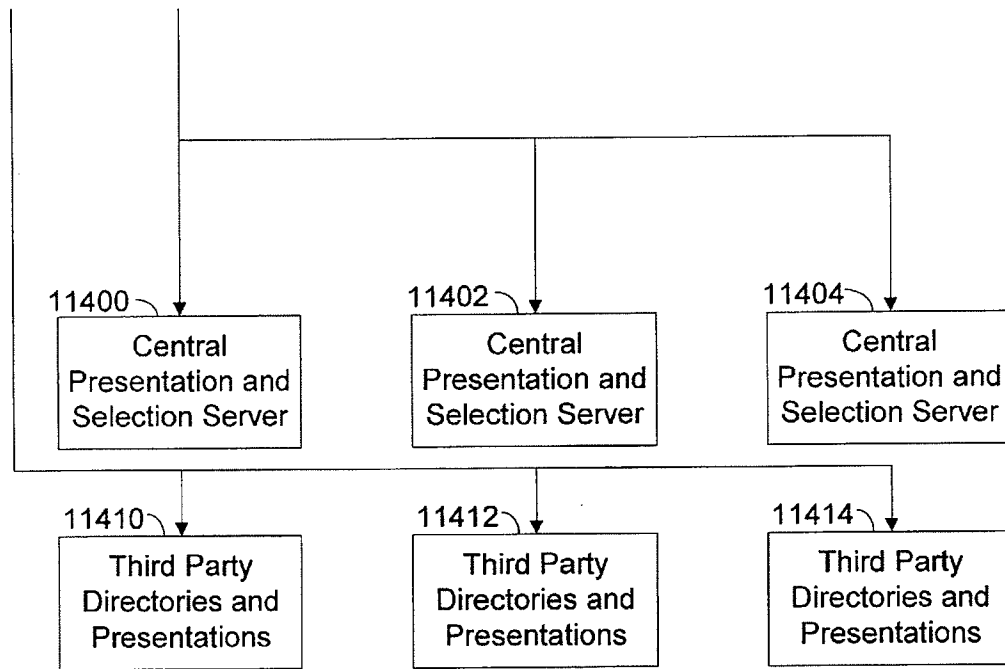 11400
Central
Presentation and
Selection Server
11402
Central
Presentation and
Selection Server
11404
Central
Presentation and
Selection Server
11410
Third Party
Directories and
Presentations
11412
Third Party
Directories and
Presentations
11414
Third Party
Directories and
Presentations